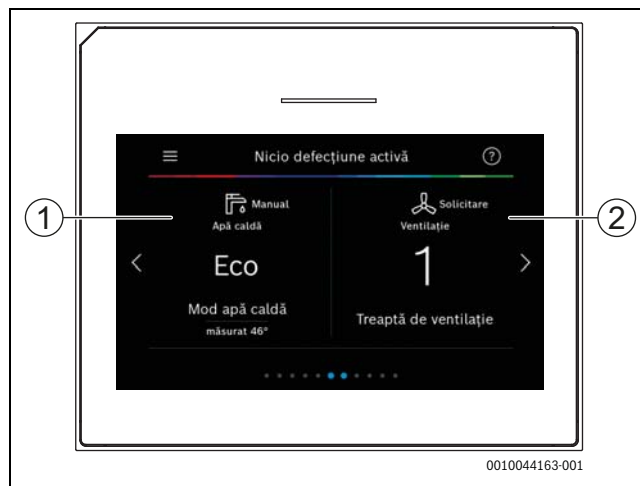 Nicio defecțiune activă
?
1
Manual
Apă caldă
Eco
Mod apă caldă
măsurat 46°
Solicitare
Ventilație
1
Treaptă de ventilație
2
0010044163-001